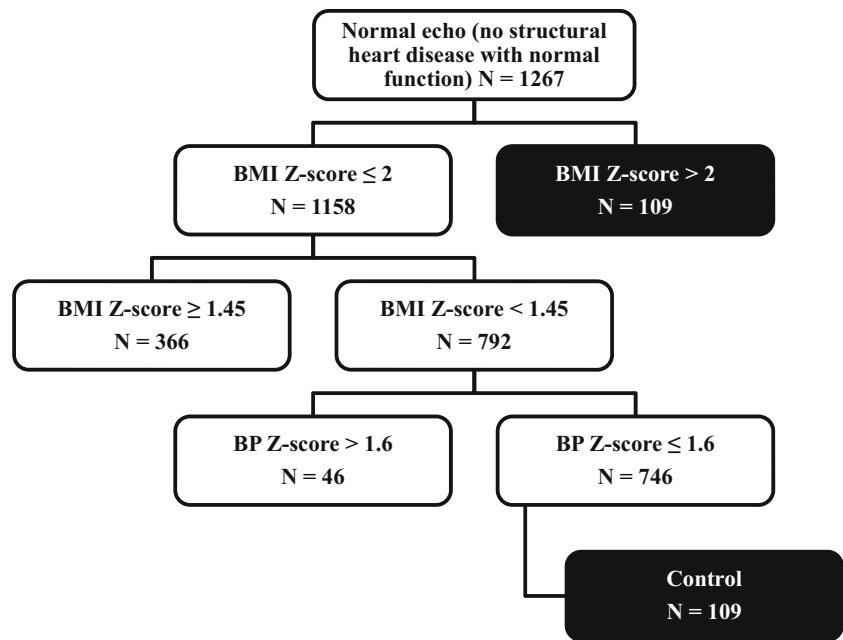 Normal echo (no structural
heart disease with normal
function) N = 1267
BMI Z-score ≤ 2
N = 1158
BMI Z-score > 2
N = 109
BMI Z-score ≥ 1.45
N = 366
BMI Z-score < 1.45
N = 792
BP Z-score > 1.6
N = 46
BP Z-score ≤ 1.6
N = 746
Control
N = 109